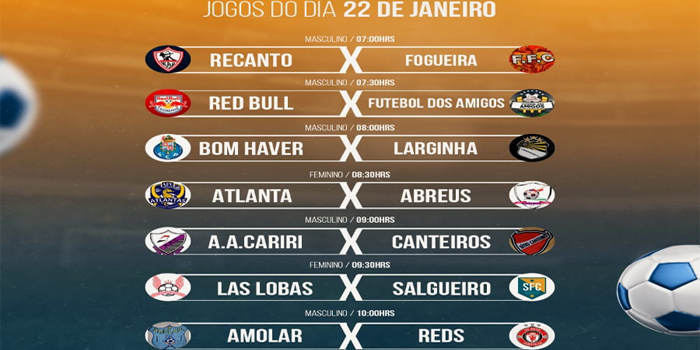 JOGOS DO DIA 22 DE JANEIRO
MASCULINO / 07:00HRS
RECANTO X FOGUEIRA
F.F.C
MASCULINO / 07:30HRS
RED BULL X FUTEBOL DOS AMIGOS
AMIGOS
MASCULINO / 08:00HRS
BOM HAVER X LARGINHA
FEMININO / 08:30HRS
ATLANTA X ABREUS
MASCULINO / 09:00HRS
A.A.CARIRI X CANTEIROS
FEMININO / 09:30HRS
LAS LOBAS X SALGUEIRO
SFC
MASCULINO / 10:00HRS
AMOLAR X REDS